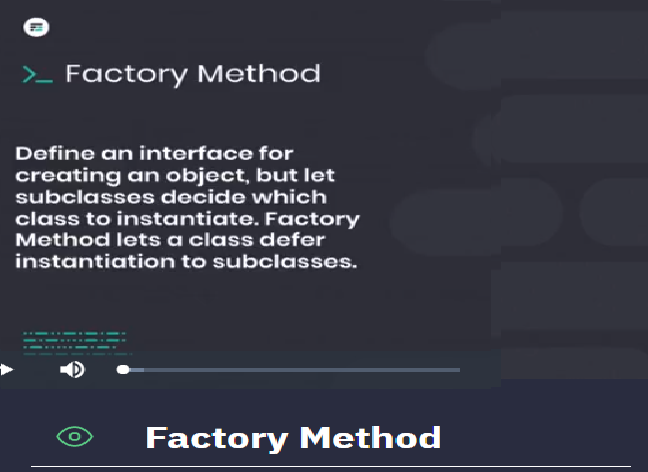 >_ Factory Method
Define an interface for
creating an object, but let
subclasses decide which
class to instantiate. Factory
Method lets a class defer
instantiation to subclasses.
Factory Method